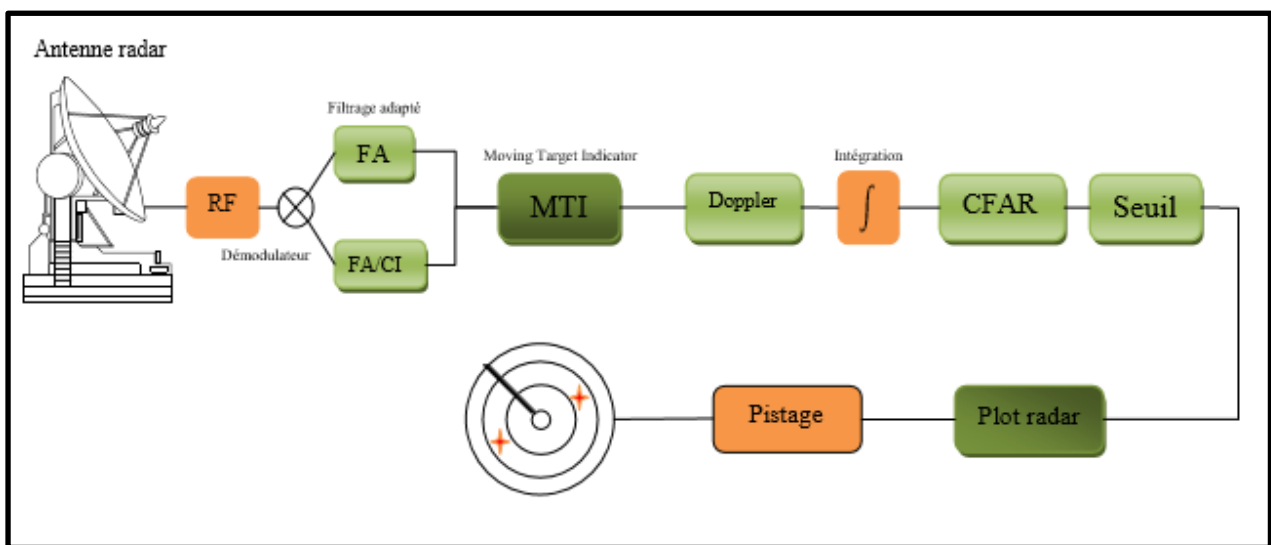 Antenne radar
RF
Démodulateur
Filtrage adapté
FA
FA/CI
Moving Target Indicator
MTI
Doppler
Intégration
∫
CFAR
Seuil
Pistage
Plot radar